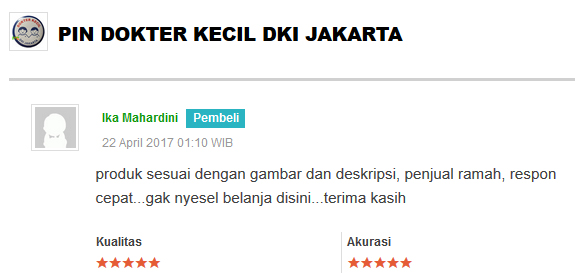 PIN DOKTER KECIL DKI JAKARTA
Ika Mahardini Pembeli
22 April 2017 01:10 WIB
produk sesuai dengan gambar dan deskripsi, penjual ramah, respon
cepat...gak nyesel belanja disini...terima kasih
Kualitas Akurasi